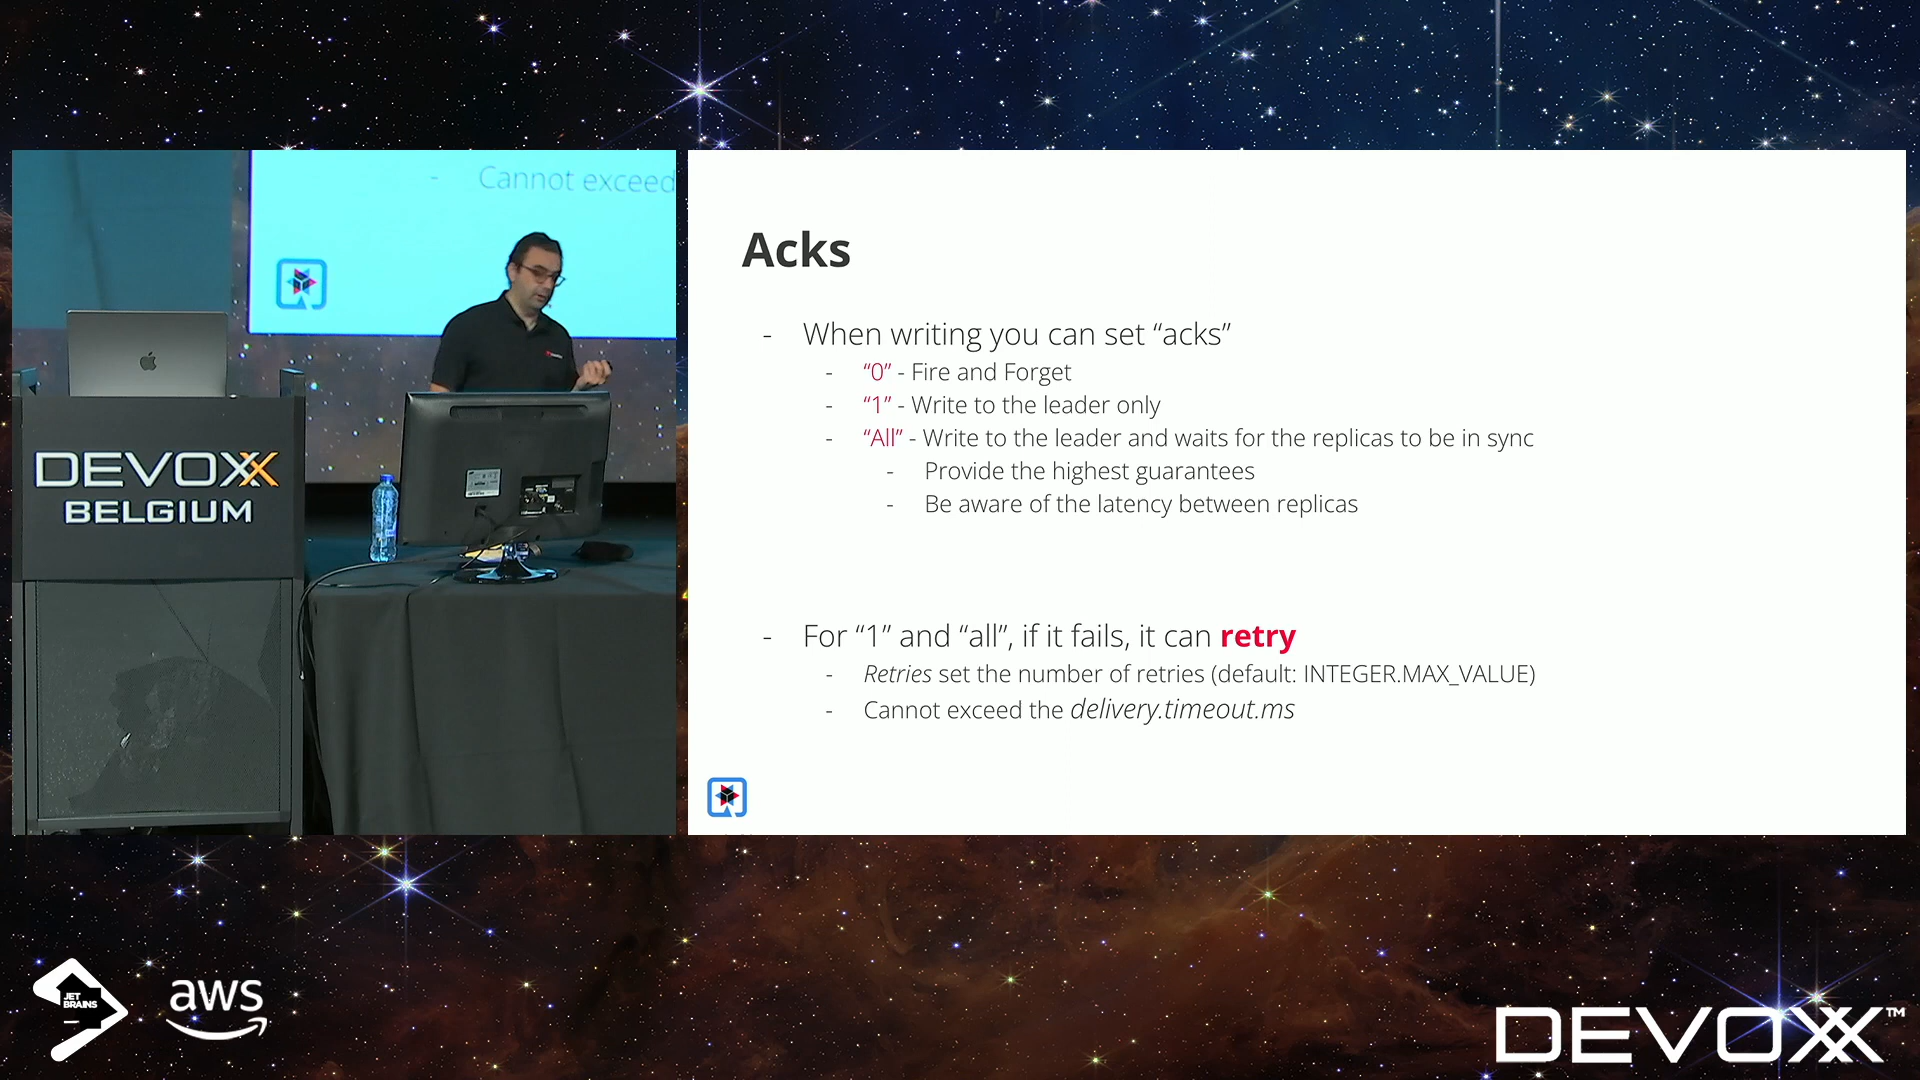 - Cannot exceed
DEVOXX
BELGIUM
Acks
- When writing you can set “acks”
- “0” - Fire and Forget
- “1” - Write to the leader only
- “All” - Write to the leader and waits for the replicas to be in sync
- Provide the highest guarantees
- Be aware of the latency between replicas
- For “1” and “all”, if it fails, it can retry
- Retries set the number of retries (default: INTEGER.MAX_VALUE)
- Cannot exceed the delivery.timeout.ms
JET
BRAINS
aws
DEVOXX™